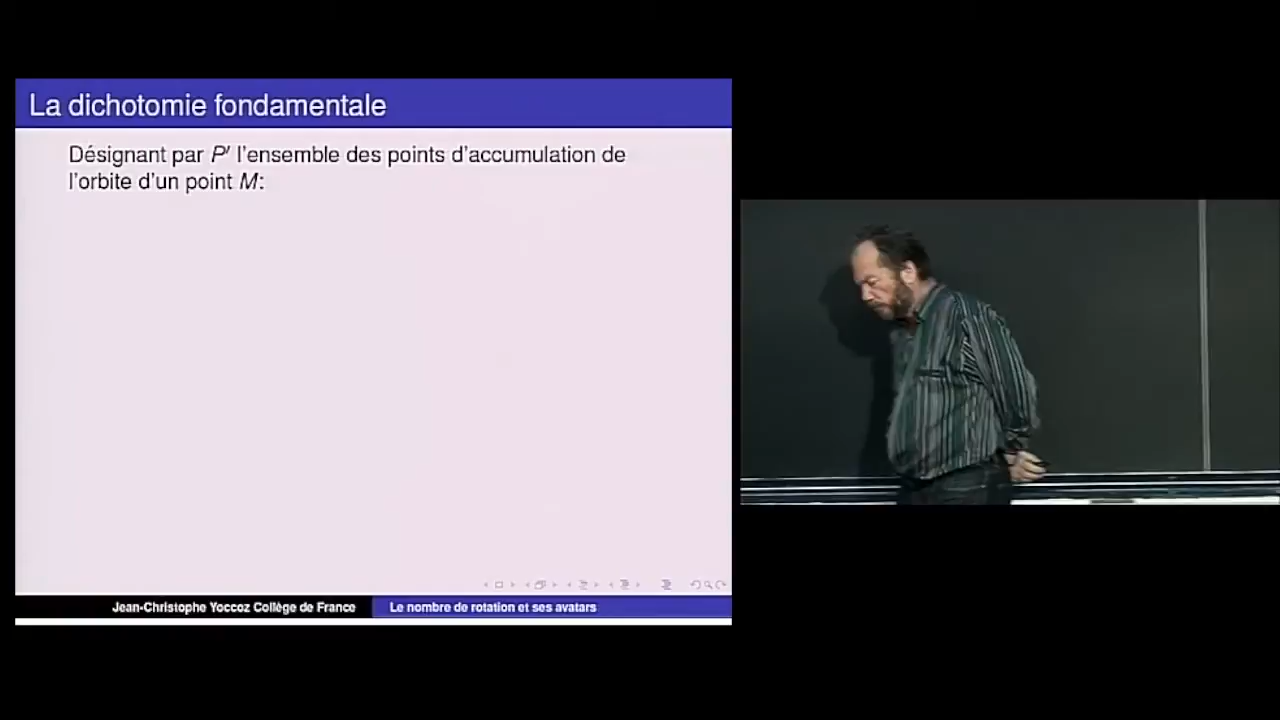 La dichotomie fondamentale
Désignant par P' l'ensemble des points d'accumulation de
l'orbite d'un point M:
Jean-Christophe Yoccoz Collège de France
Le nombre de rotation et ses avatars